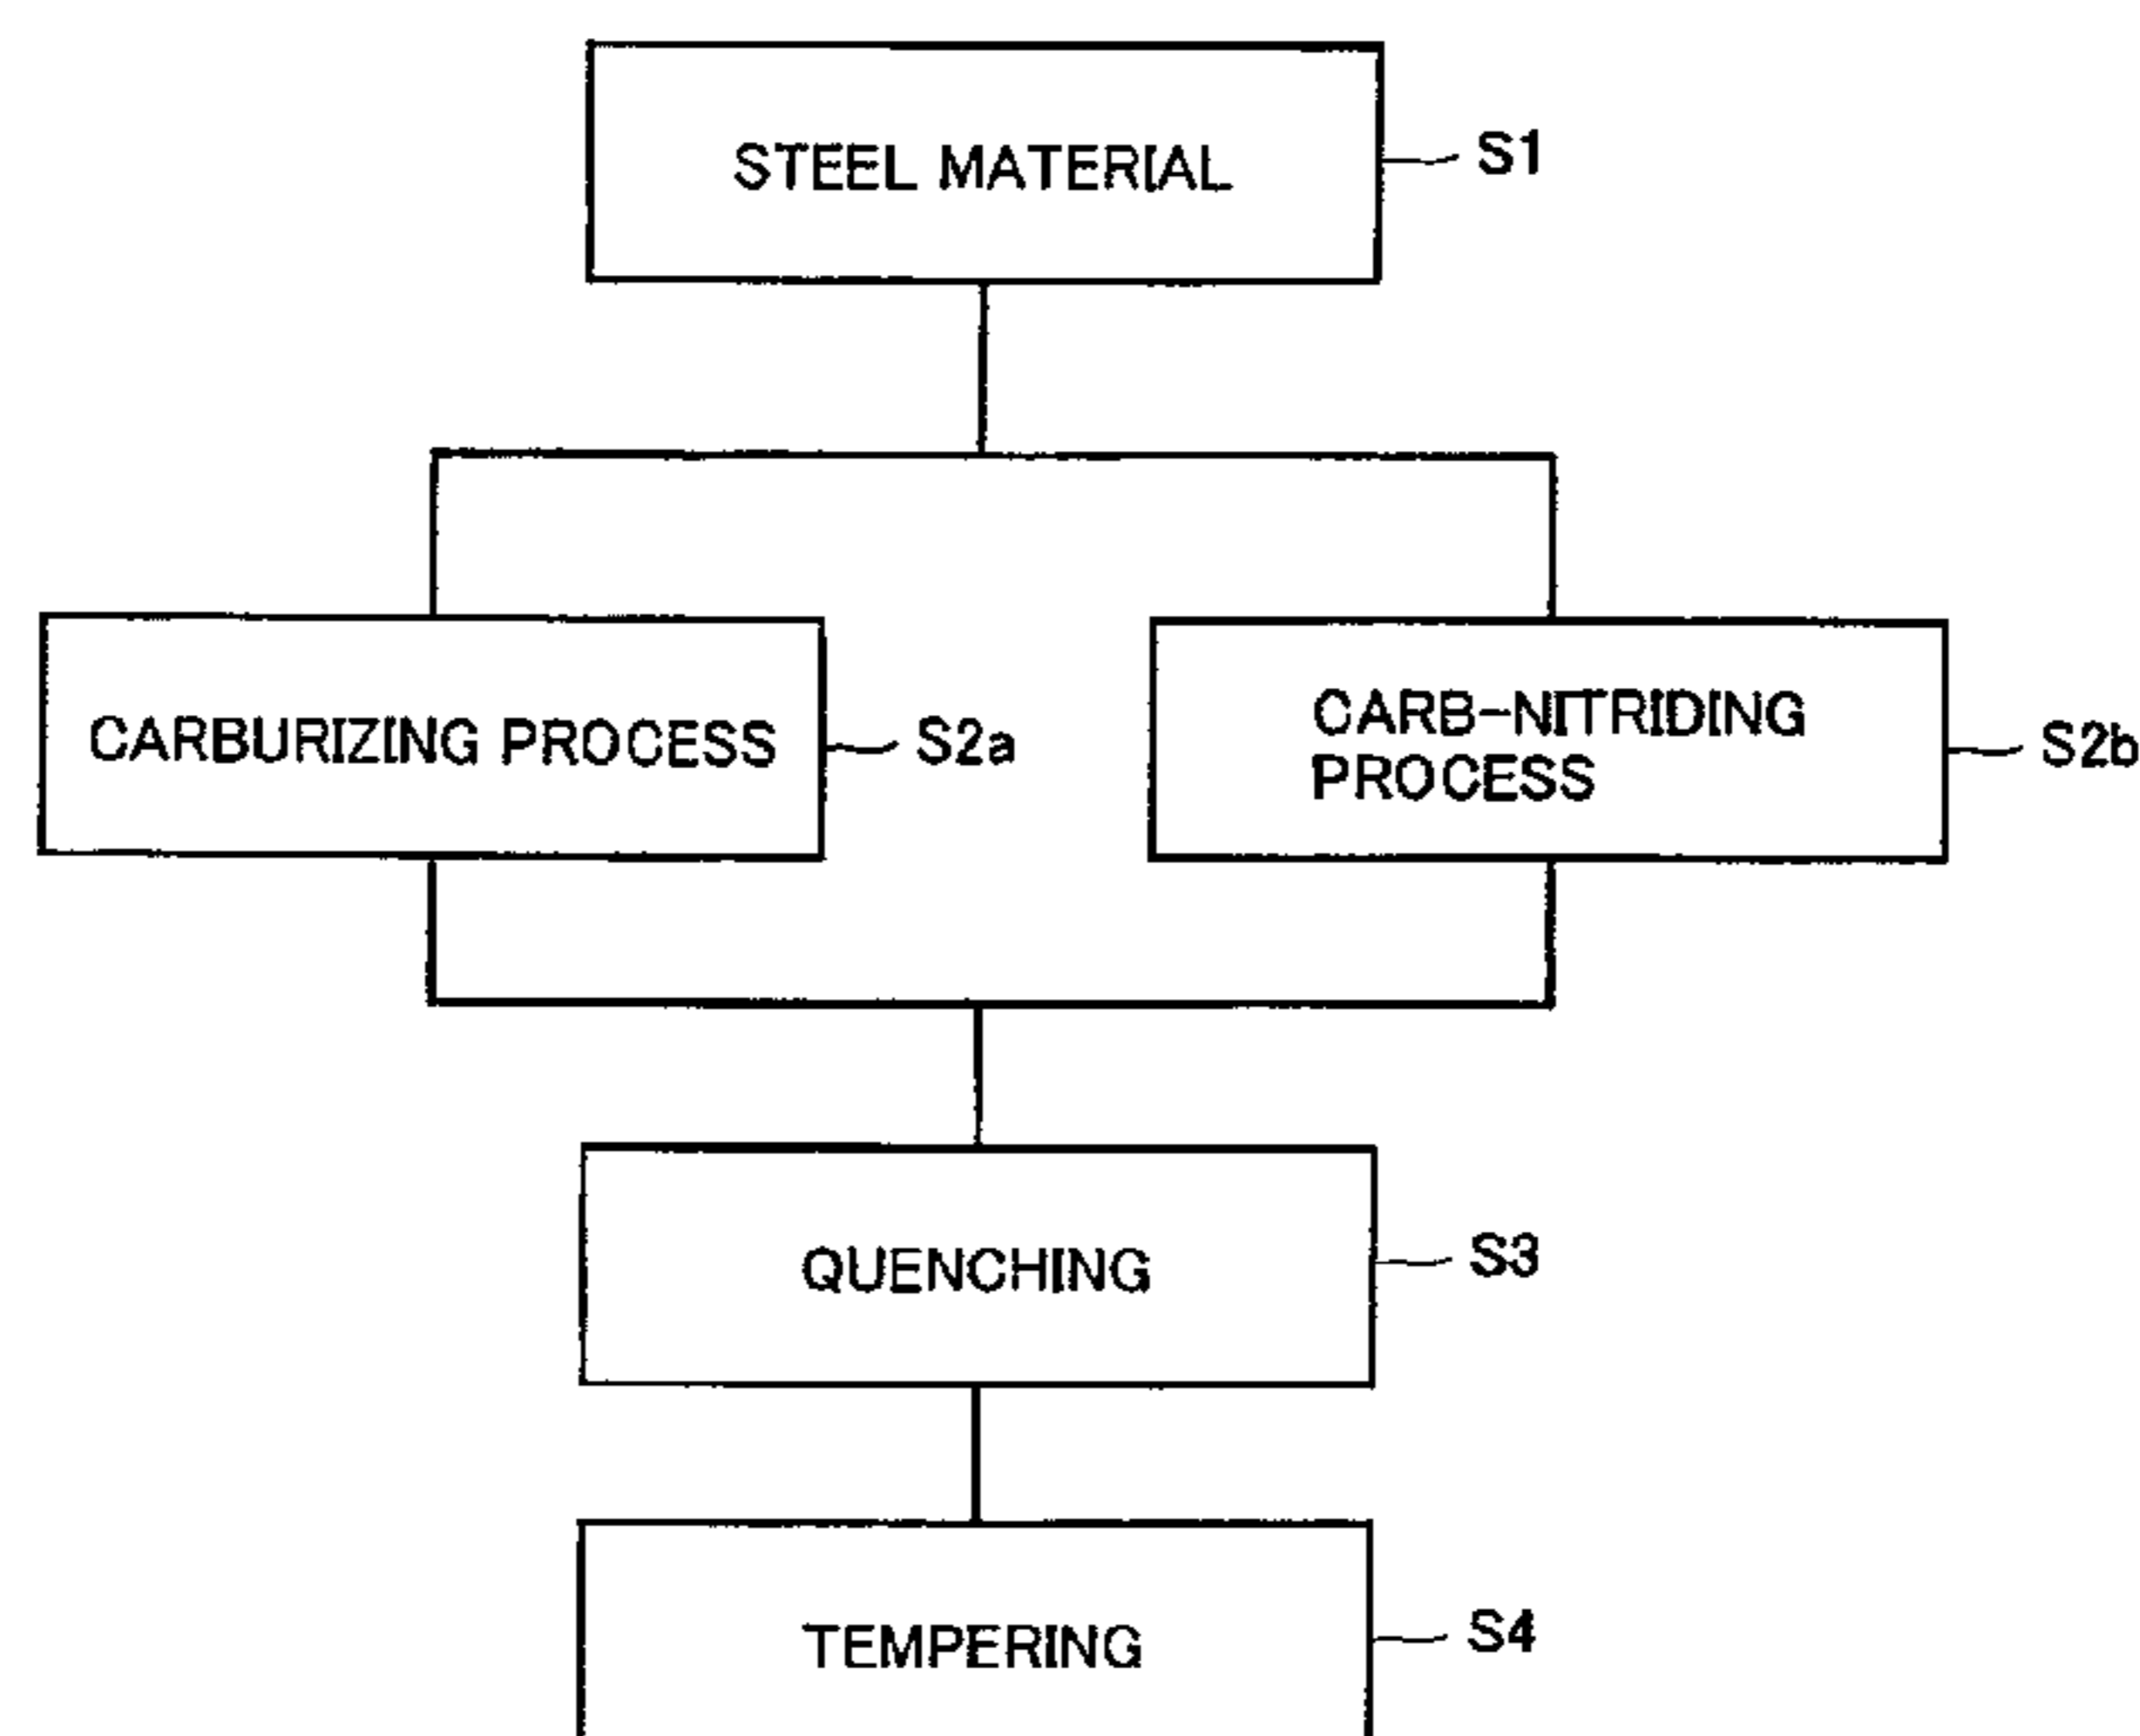 STEEL MATERIAL
S1
CARBURIZING PROCESS
S2a
CARB-NITRIDING
PROCESS
S2b
QUENCHING
S3
TEMPERING
S4